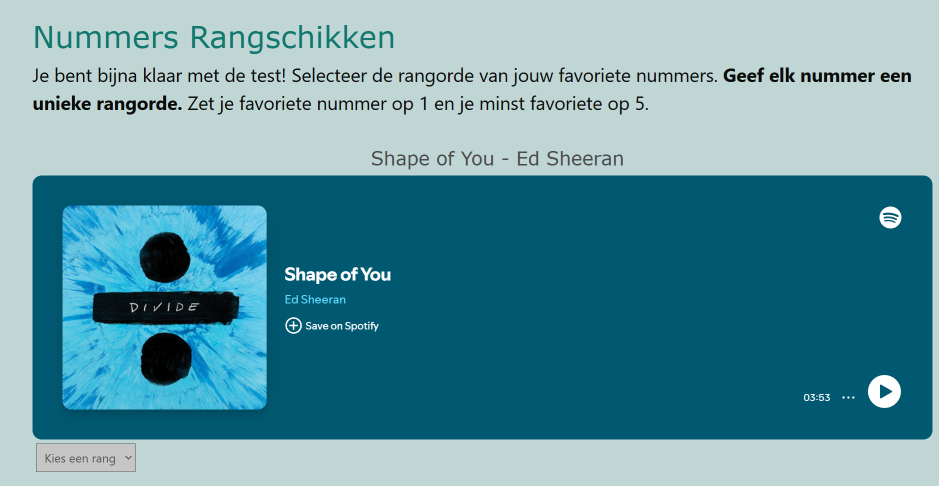 Nummers Rangschikken
Je bent bijna klaar met de test! Selecteer de rangorde van jouw favoriete nummers. Geef elk nummer een
unieke rangorde. Zet je favoriete nummer op 1 en je minst favoriete op 5.
Shape of You - Ed Sheeran
DIVIDE
Shape of You
Ed Sheeran
Save on Spotify
03:53
Kies een rang